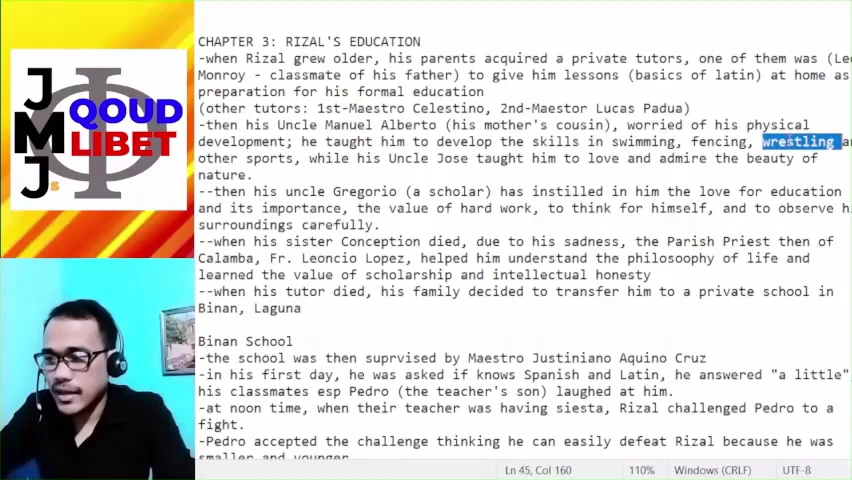 JMJs
QOUD
LIBET
CHAPTER 3: RIZAL'S EDUCATION
-when Rizal grew older, his parents acquired a private tutors, one of them was (Leo
Monroy - classmate of his father) to give him lessons (basics of latin) at home as
preparation for his formal education
(other tutors: 1st-Maestro Celestino, 2nd-Maestor Lucas Padua)
-then his Uncle Manuel Alberto (his mother's cousin), worried of his physical
development; he taught him to develop the skills in swimming, fencing, wrestling
other sports, while his Uncle Jose taught him to love and admire the beauty of
nature.
--then his uncle Gregorio (a scholar) has instilled in him the love for education
and its importance, the value of hard work, to think for himself, and to observe
surroundings carefully.
--when his sister Conception died, due to his sadness, the Parish Priest then of
Calamba, Fr. Leoncio Lopez, helped him understand the philosoophy of life and
learned the value of scholarship and intellectual honesty
--when his tutor died, his family decided to transfer him to a private school in
Binan, Laguna
Binan School
-the school was then suprvised by Maestro Justiniano Aquino Cruz
-in his first day, he was asked if knows Spanish and Latin, he answered "a little",
his classmates esp Pedro (the teacher's son) laughed at him.
-at noon time, when their teacher was having siesta, Rizal challenged Pedro to a
fight.
-Pedro accepted the challenge thinking he can easily defeat Rizal because he was
smaller and younger
Ln 45, Col 160 110% Windows (CRLF) UTF-8